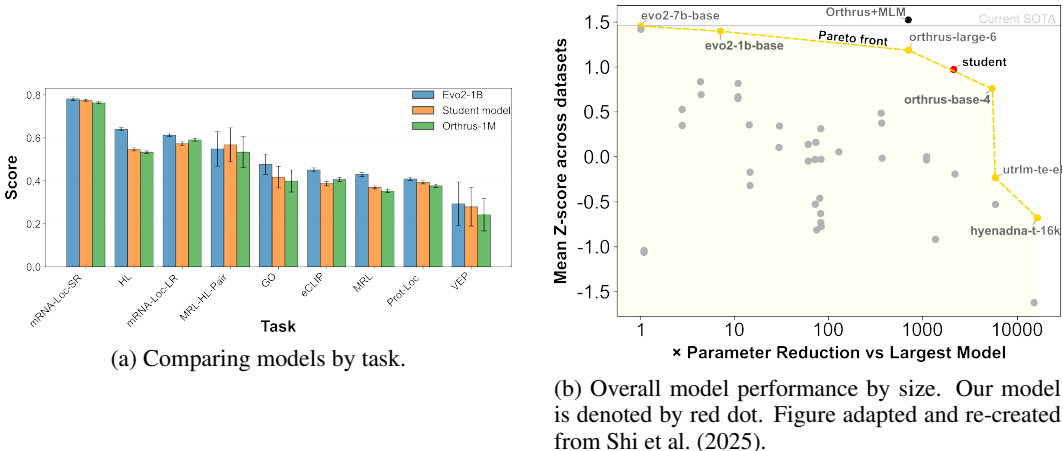 0.8
0.6
0.4
0.2
0.0
Score
Evo2-1B
Student model
Orthrus-1M
mRNA-Loc-SR
HL
mRNA-Loc-LR
MRL-HL-Pair
GO
eCLIP
MRL
Prot-Loc
VEP
Task
(a) Comparing models by task.
1.5
1.0
0.5
0.0
-0.5
-1.0
-1.5
Mean Z-score across datasets
evo2-7b-base
Orthrus+MLM
Current SOTA
evo2-1b-base
Pareto front
orthrus-large-6
student
orthrus-base-4
utrlm-te-el
hyenadna-t-16k
1
10
100
1000
10000
× Parameter Reduction vs Largest Model
(b) Overall model performance by size. Our model
is denoted by red dot. Figure adapted and re-created
from Shi et al. (2025).